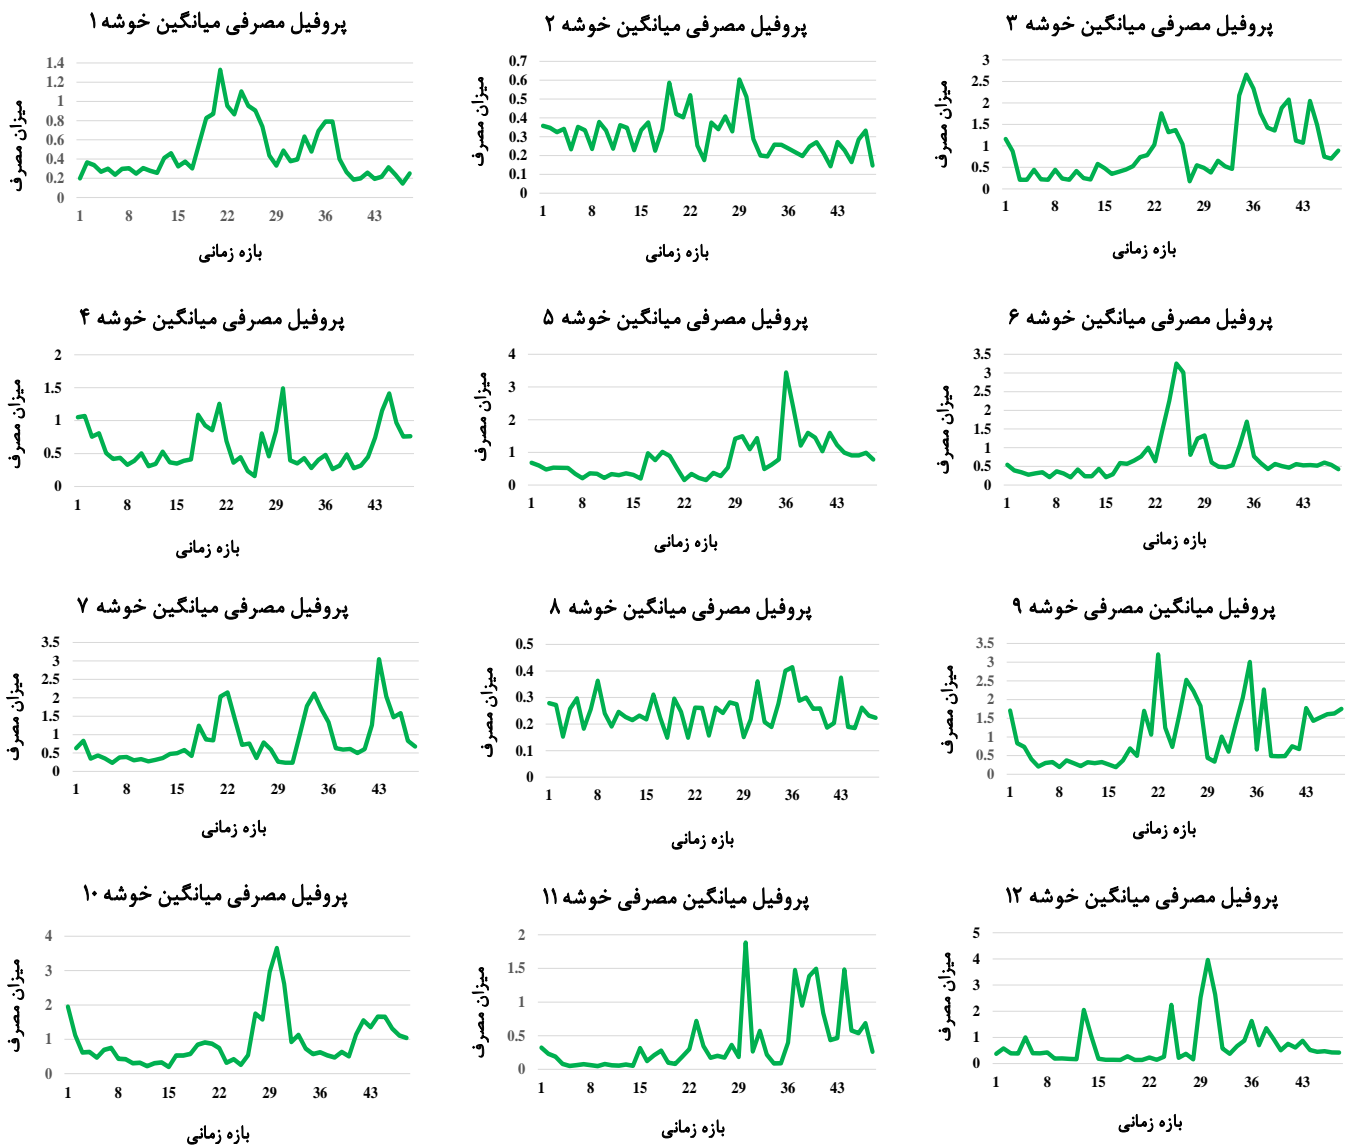 پروفیل مصرفی میانگین خوشه ۱
میزان مصرف
1.4
1.2
1
0.8
0.6
0.4
0.2
0
1 8 15 22 29 36 43
بازه زمانی
پروفیل مصرفی میانگین خوشه ۲
میزان مصرف
0.7
0.6
0.5
0.4
0.3
0.2
0.1
0
1 8 15 22 29 36 43
بازه زمانی
پروفیل مصرفی میانگین خوشه ۳
میزان مصرف
3
2.5
2
1.5
1
0.5
0
1 8 15 22 29 36 43
بازه زمانی
پروفیل مصرفی میانگین خوشه ۴
میزان مصرف
2
1.5
1
0.5
0
1 8 15 22 29 36 43
بازه زمانی
پروفیل مصرفی میانگین خوشه ۵
میزان مصرف
4
3
2
1
0
1 8 15 22 29 36 43
بازه زمانی
پروفیل مصرفی میانگین خوشه ۶
میزان مصرف
3.5
3
2.5
2
1.5
1
0.5
0
1 8 15 22 29 36 43
بازه زمانی
پروفیل مصرفی میانگین خوشه ۷
میزان مصرف
3.5
3
2.5
2
1.5
1
0.5
0
1 8 15 22 29 36 43
بازه زمانی
پروفیل مصرفی میانگین خوشه ۸
میزان مصرف
0.5
0.4
0.3
0.2
0.1
0
1 8 15 22 29 36 43
بازه زمانی
پروفیل میانگین مصرفی خوشه ۹
میزان مصرف
3.5
3
2.5
2
1.5
1
0.5
0
1 8 15 22 29 36 43
بازه زمانی
پروفیل مصرفی میانگین خوشه ۱۰
میزان مصرف
4
3
2
1
0
1 8 15 22 29 36 43
بازه زمانی
پروفیل میانگین مصرفی خوشه ۱۱
میزان مصرف
2
1.5
1
0.5
0
1 8 15 22 29 36 43
بازه زمانی
پروفیل مصرفی میانگین خوشه ۱۲
میزان مصرف
5
4
3
2
1
0
1 8 15 22 29 36 43
بازه زمانی